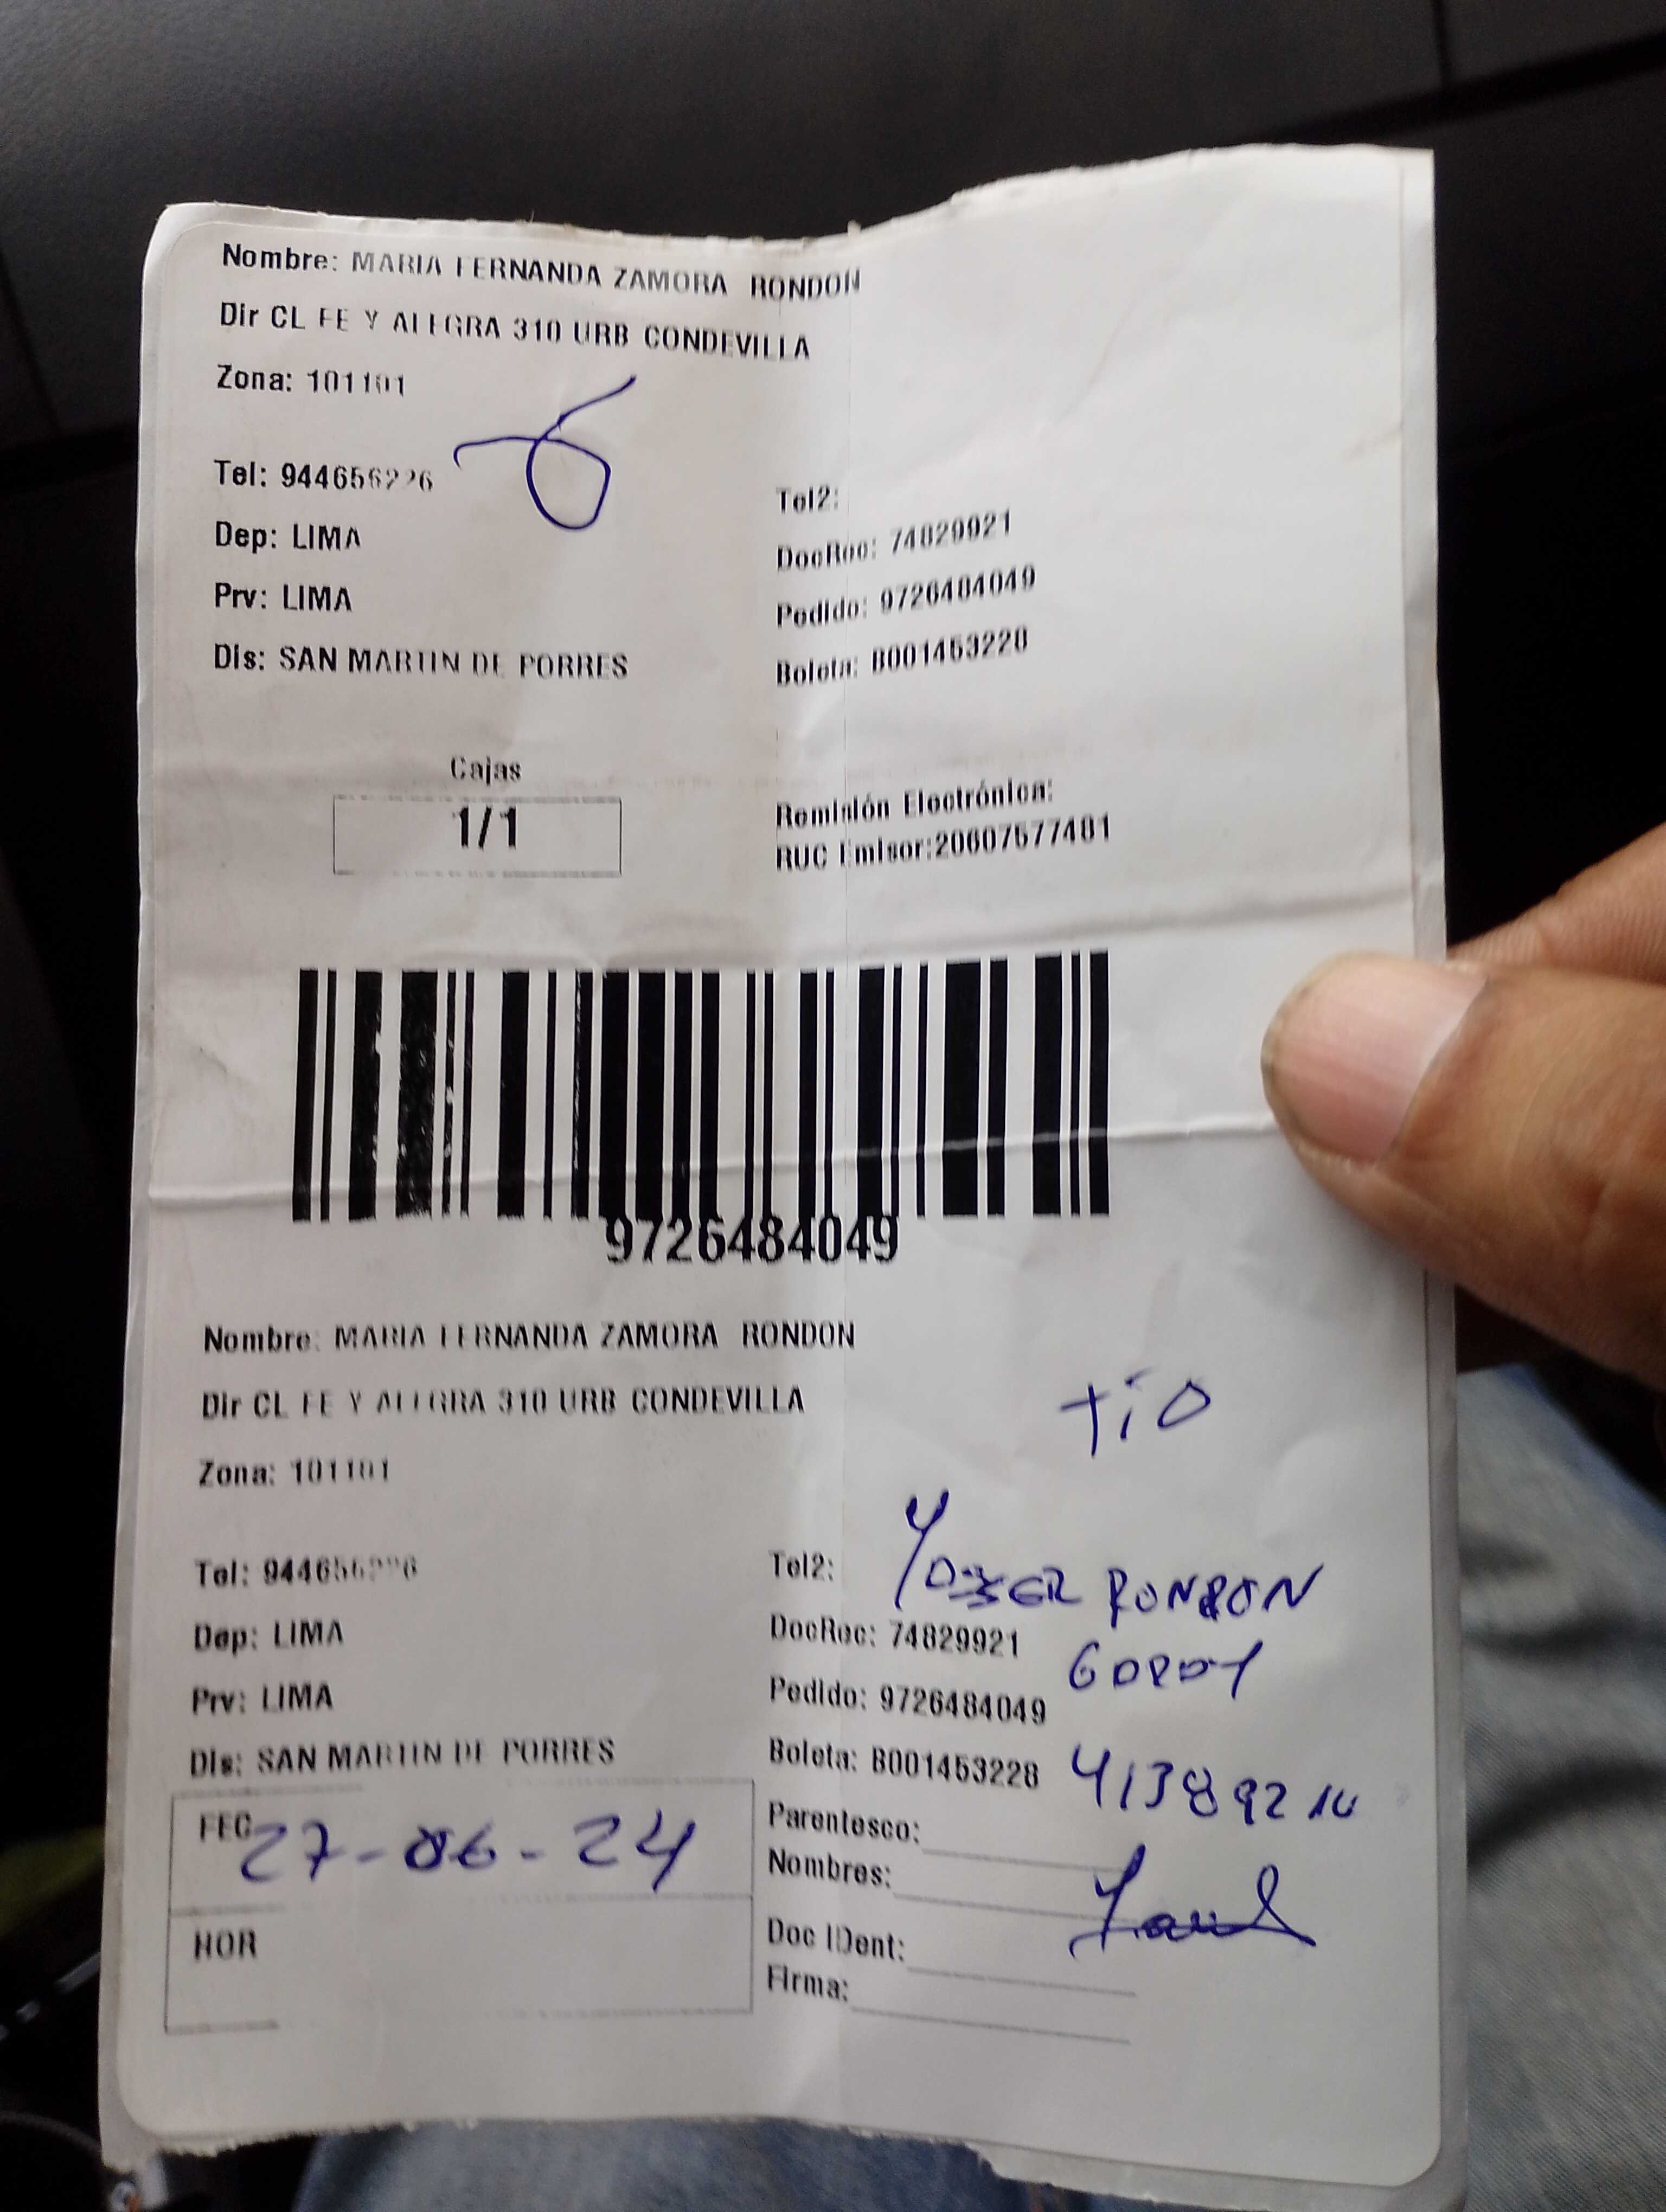 Nombre: MARIA FERNANDA ZAMORA RONDON
Dir CL FE Y ALEGRA 310 URB CONDEVILLA
Zona: 101101
Tel: 944656226
Dep: LIMA
Prv: LIMA
Dis: SAN MARTIN DE PORRES
Tel2:
DocRec: 74829921
Pedido: 9726484049
Boleta: B001453228
Cajas
1/1
Remisión Electrónica:
RUC Emisor:20607577481
9726484049
Nombre: MARIA FERNANDA ZAMORA RONDON
Dir CL FE Y ALEGRA 310 URB CONDEVILLA
Zona: 101101
Tel: 944656226
Dep: LIMA
Prv: LIMA
Dis: SAN MARTIN DE PORRES
FEC 27-06-24
HOR
tio
Tel2:
RONDON
DocRec: 74829921
GODOY
Pedido: 9726484049
Boleta: B001453228
Parentesco:
Nombres:
Doc IDent:
Firma: